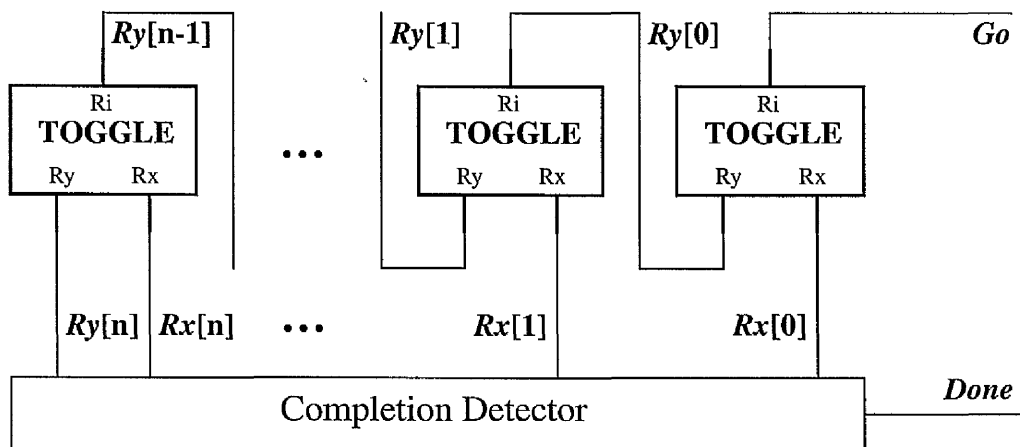 Ry[n-1] Ry[1] Ry[0] Go
Ri Ri Ri
TOGGLE TOGGLE TOGGLE
... 
Ry Rx Ry Rx Ry Rx
Ry[n] Rx[n] ... Rx[1] Rx[0]
Done
Completion Detector